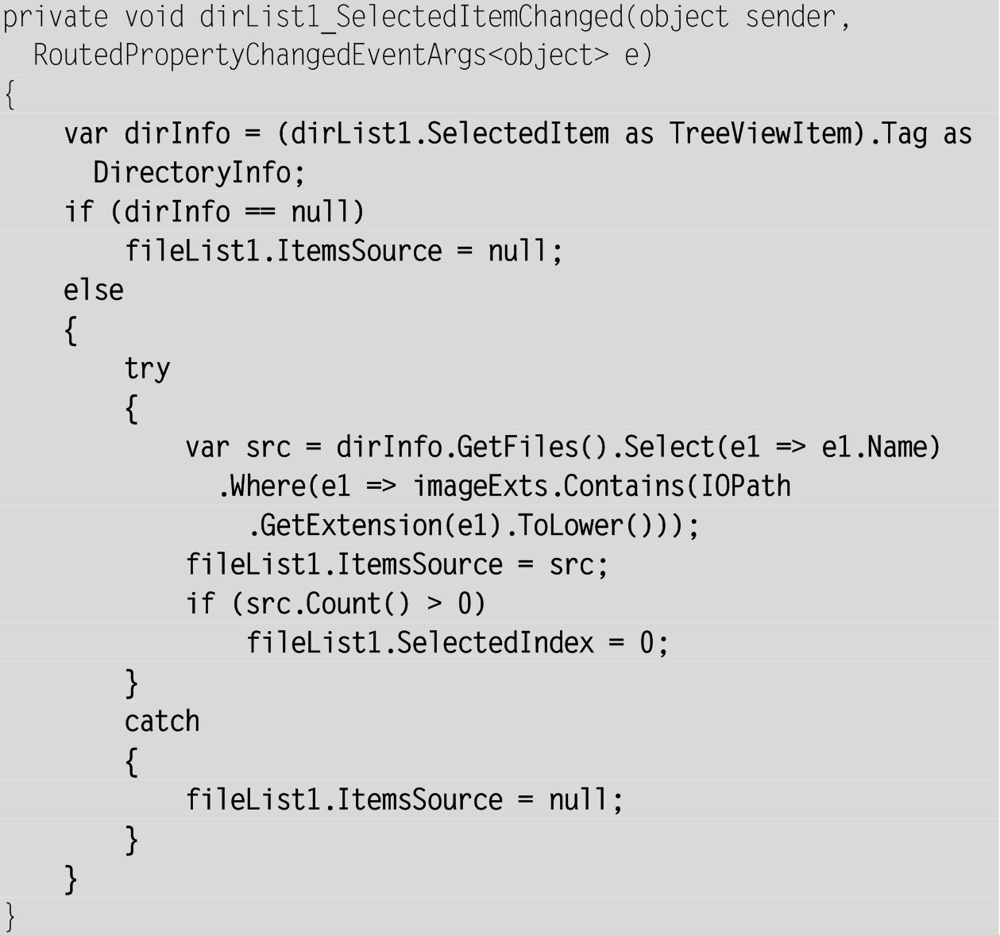 private void dirList1_SelectedItemChanged(object sender,
  RoutedPropertyChangedEventArgs<object> e)
{
    var dirInfo = (dirList1.SelectedItem as TreeViewItem).Tag as
      DirectoryInfo;
    if (dirInfo == null)
        fileList1.ItemsSource = null;
    else
    {
        try
        {
            var src = dirInfo.GetFiles().Select(e1 => e1.Name)
              .Where(e1 => imageExts.Contains(IOPath
                .GetExtension(e1).ToLower()));
            fileList1.ItemsSource = src;
            if (src.Count() > 0)
                fileList1.SelectedIndex = 0;
        }
        catch
        {
            fileList1.ItemsSource = null;
        }
    }
}